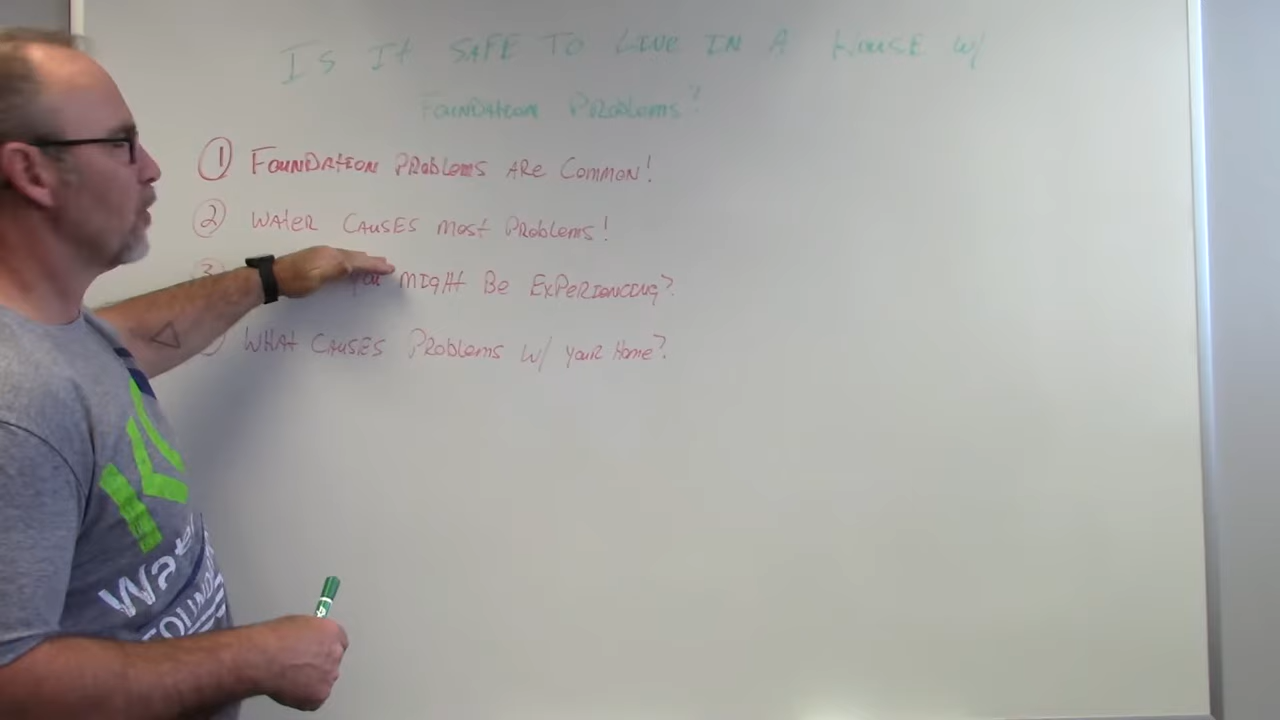 Is It SAFE TO LIVE IN A HOUSE w/
FOUNDATION PROBLEMS?
1 FOUNDATION PROBLEMS ARE COMMON!
2 WATER CAUSES MOST PROBLEMS!
3 YOU MIGHT BE EXPERIENCING?
WHAT CAUSES PROBLEMS w/ YOUR HOME?
Wate